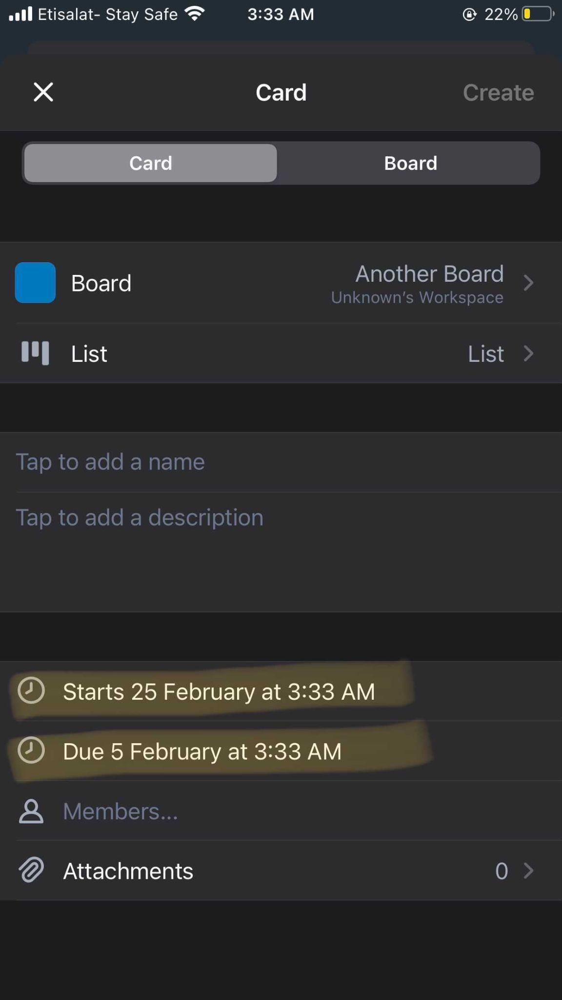 Etisalat- Stay Safe 3:33 AM 22%
Card Create
Card Board
Board Another Board
Unknown’s Workspace
List List
Tap to add a name
Tap to add a description
Starts 25 February at 3:33 AM
Due 5 February at 3:33 AM
Members...
Attachments 0